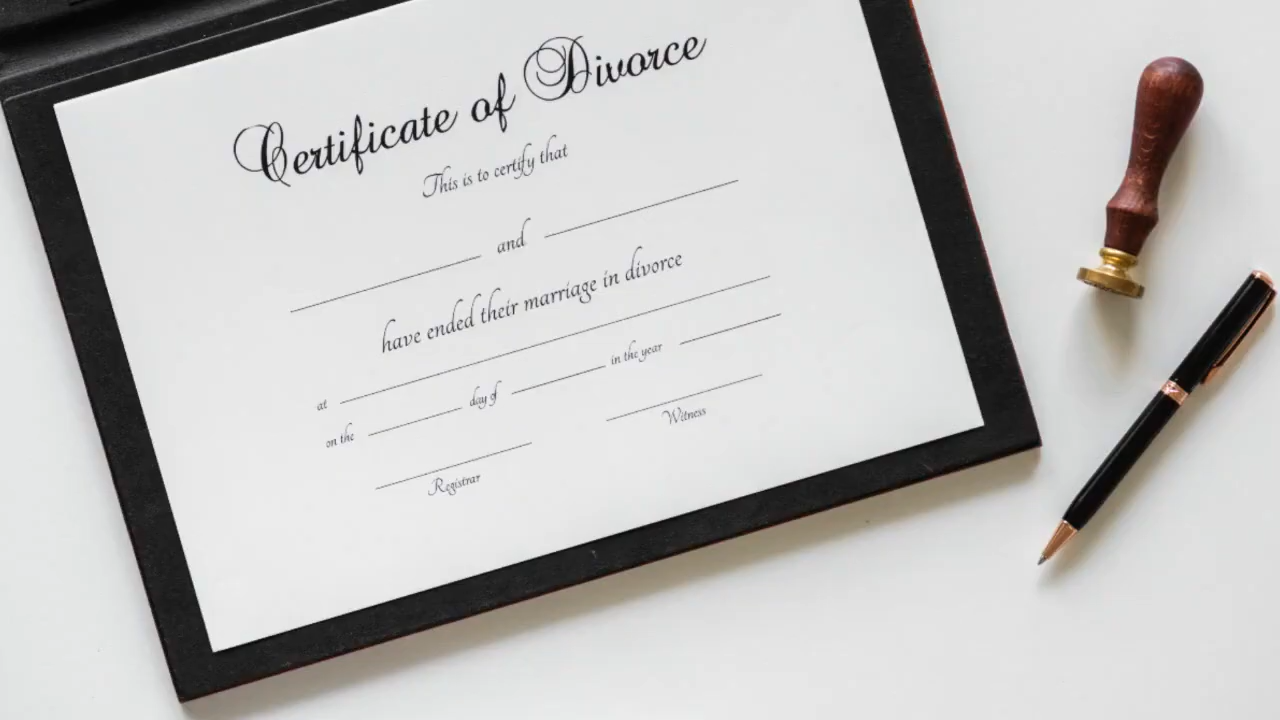 Certificate of Divorce
This is to certify that
and
have ended their marriage in divorce
at
on the day of in the year
Registrar Witness